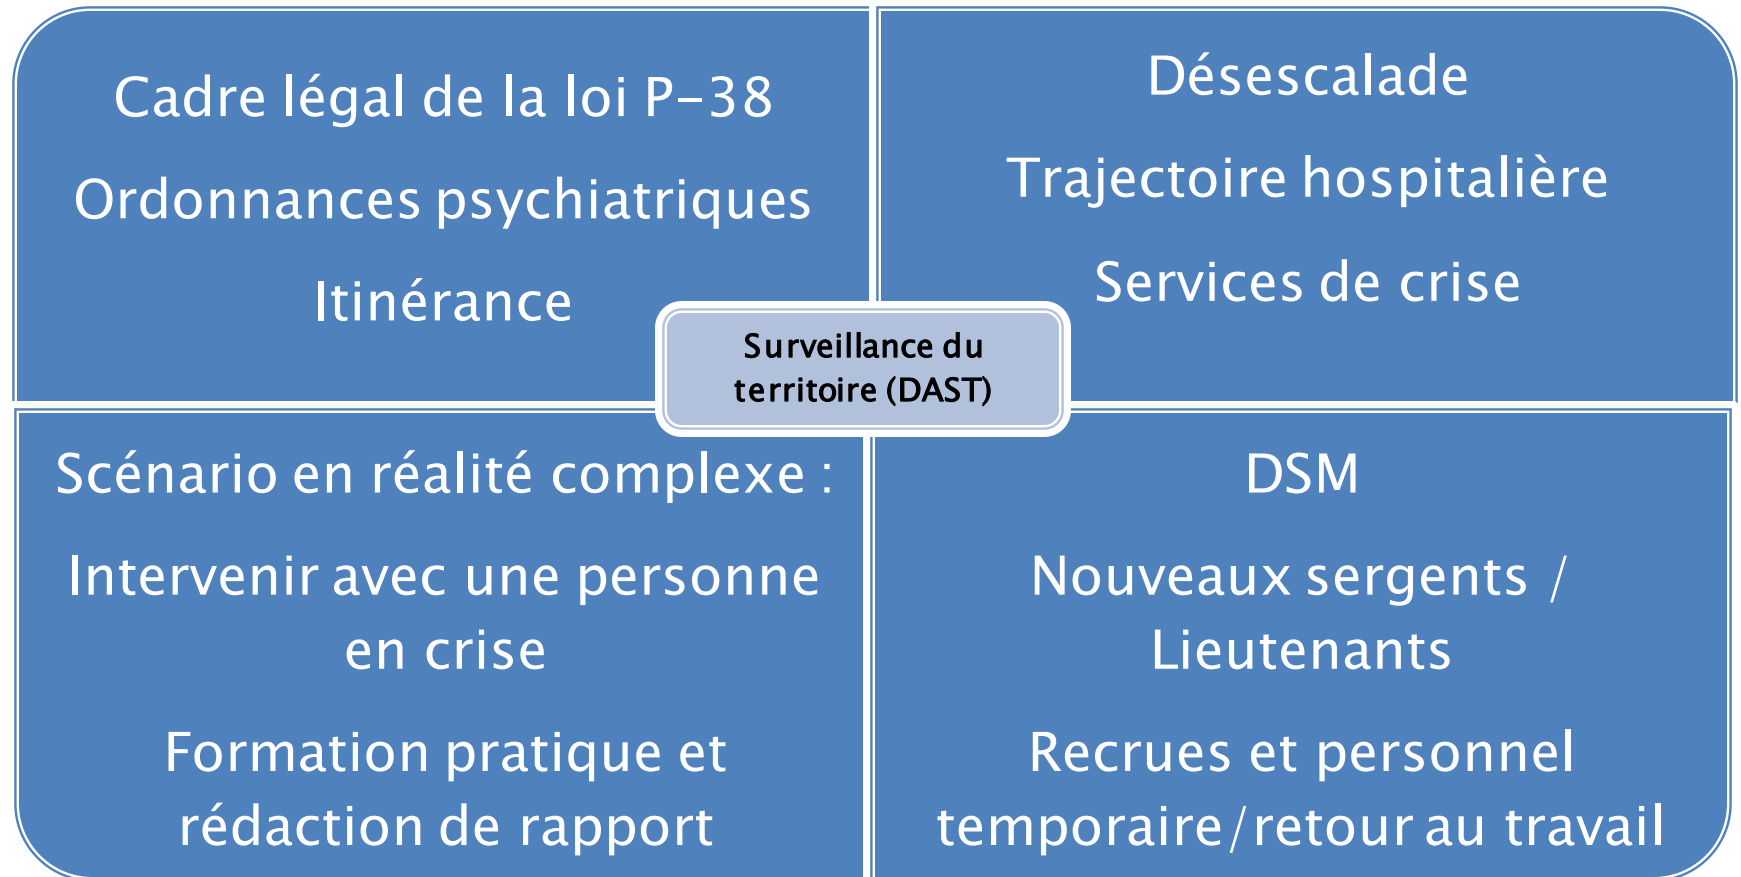 Cadre légal de la loi P-38
Ordonnances psychiatriques
Itinérance
Désescalade
Trajectoire hospitalière
Services de crise
Surveillance du
territoire (DAST)
Scénario en réalité complexe :
Intervenir avec une personne
en crise
Formation pratique et
rédaction de rapport
DSM
Nouveaux sergents /
Lieutenants
Recrues et personnel
temporaire/retour au travail